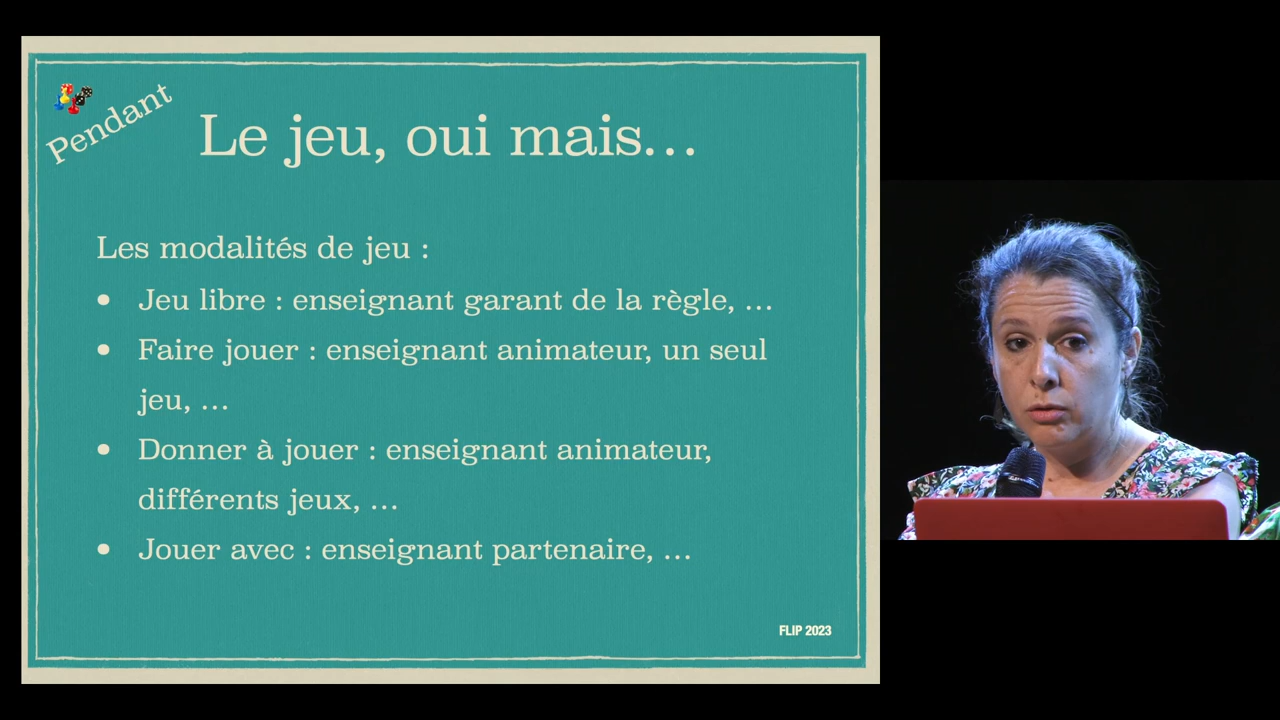 Pendant
Le jeu, oui mais…
Les modalités de jeu :
• Jeu libre : enseignant garant de la règle, …
• Faire jouer : enseignant animateur, un seul
jeu, …
• Donner à jouer : enseignant animateur,
différents jeux, …
• Jouer avec : enseignant partenaire, …
FLIP 2023